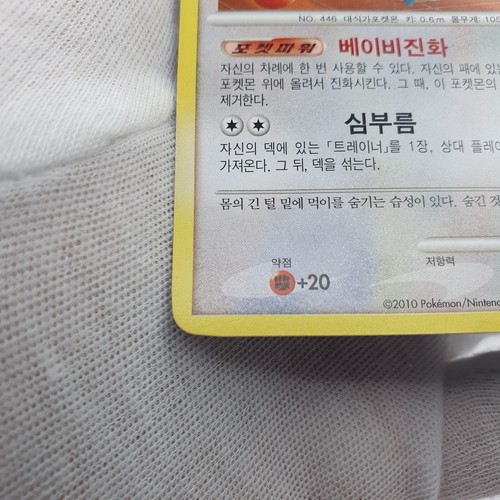 NO. 446 대식가포켓몬 키: 0.6m 몸무게: 105
포켓파워 베이비진화
자신의 차례에 한 번 사용할 수 있다. 자신의 패에 있는
포켓몬 위에 올려서 진화시킨다. 그 때, 이 포켓몬의
제거한다.
심부름
자신의 덱에 있는 「트레이너」를 1장, 상대 플레이
가져온다. 그 뒤, 덱을 섞는다.
몸의 긴 털 밑에 먹이를 숨기는 습성이 있다. 숨긴 것
약점 저항력
+20
©2010 Pokémon/Nintend